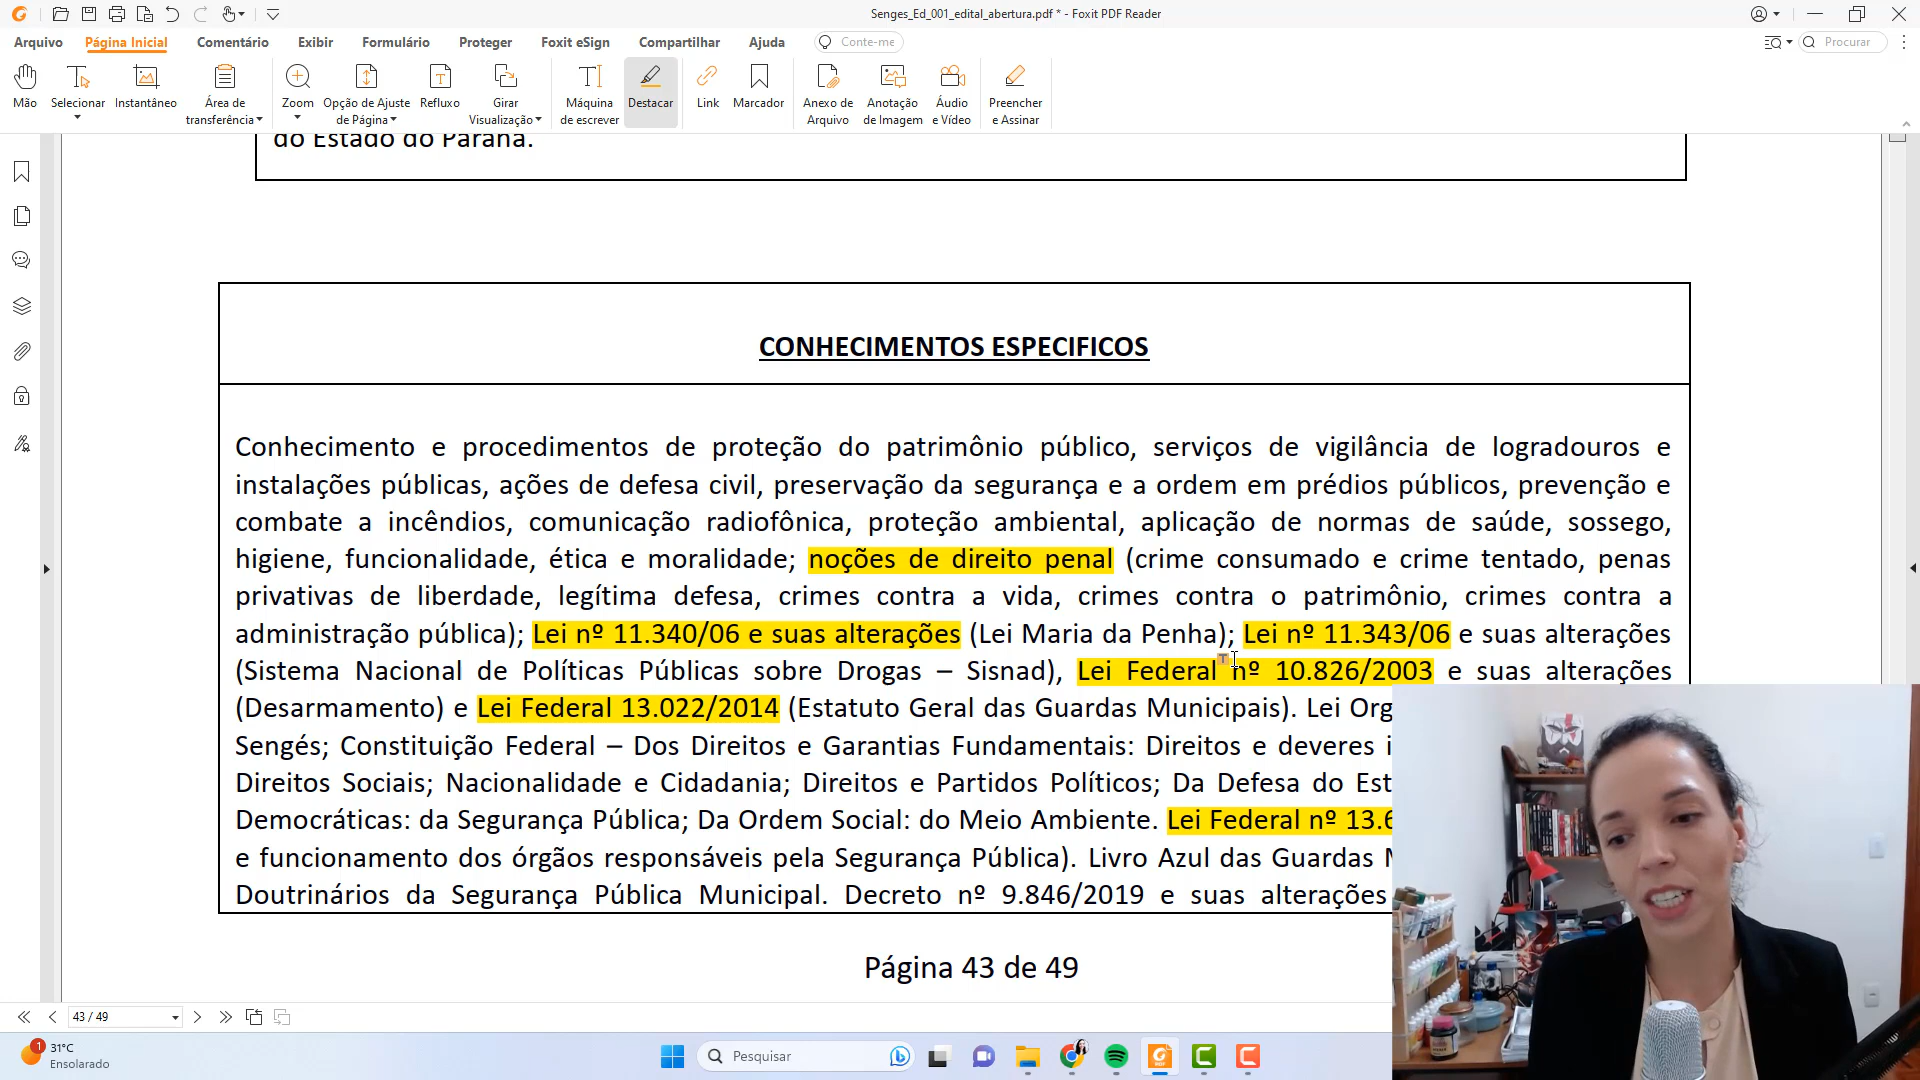 Senges_Ed_001_edital_abertura.pdf * - Foxit PDF Reader
Arquivo Página Inicial Comentário Exibir Formulário Proteger Foxit eSign Compartilhar Ajuda Conte-me Procurar
Mão Selecionar Instantâneo Área de transferência Zoom Opção de Ajuste de Página Refluxo Girar Visualização Máquina de escrever Destacar Link Marcador Anexo de Arquivo Anotação de Imagem Áudio e Vídeo Preencher e Assinar
do Estado do Paraná.
CONHECIMENTOS ESPECIFICOS
Conhecimento e procedimentos de proteção do patrimônio público, serviços de vigilância de logradouros e
instalações públicas, ações de defesa civil, preservação da segurança e a ordem em prédios públicos, prevenção e
combate a incêndios, comunicação radiofônica, proteção ambiental, aplicação de normas de saúde, sossego,
higiene, funcionalidade, ética e moralidade; noções de direito penal (crime consumado e crime tentado, penas
privativas de liberdade, legítima defesa, crimes contra a vida, crimes contra o patrimônio, crimes contra a
administração pública); Lei nº 11.340/06 e suas alterações (Lei Maria da Penha); Lei nº 11.343/06 e suas alterações
(Sistema Nacional de Políticas Públicas sobre Drogas – Sisnad), Lei Federal nº 10.826/2003 e suas alterações
(Desarmamento) e Lei Federal 13.022/2014 (Estatuto Geral das Guardas Municipais). Lei Org
Sengés; Constituição Federal – Dos Direitos e Garantias Fundamentais: Direitos e deveres i
Direitos Sociais; Nacionalidade e Cidadania; Direitos e Partidos Políticos; Da Defesa do Est
Democráticas: da Segurança Pública; Da Ordem Social: do Meio Ambiente. Lei Federal nº 13.6
e funcionamento dos órgãos responsáveis pela Segurança Pública). Livro Azul das Guardas M
Doutrinários da Segurança Pública Municipal. Decreto nº 9.846/2019 e suas alterações
Página 43 de 49
43 / 49
1
31°C
Ensolarado
Pesquisar